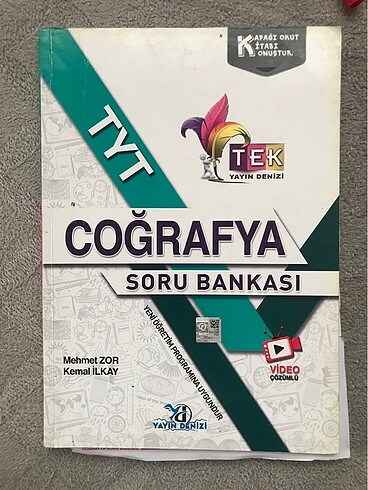 KAPAĞI OKUT
KİTABI
KONUŞTUR.
TYT
TEK
YAYIN DENİZİ
COĞRAFYA
SORU BANKASI
YENİ ÖĞRETİM PROGRAMINA UYGUNDUR
VİDEO
ÇÖZÜMLÜ
Mehmet ZOR
Kemal İLKAY
YD
YAYIN DENİZİ